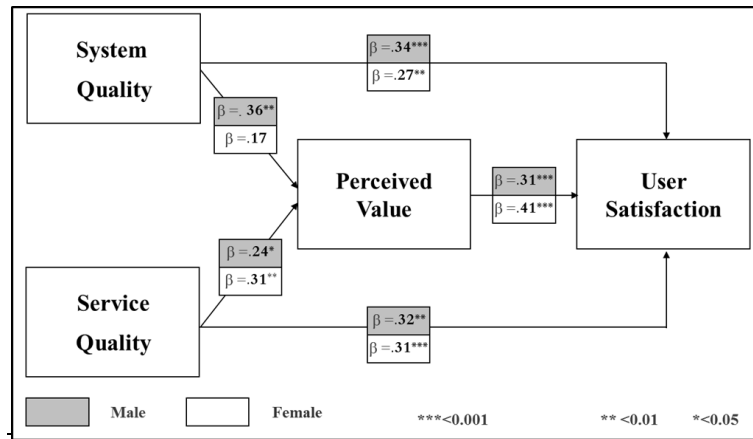 System
Quality
β =.34***
β =.27**
β =. 36**
β =.17
Perceived
Value
β =.31***
β =.41***
User
Satisfaction
β =.24*
β =.31**
Service
Quality
β =.32**
β =.31***
Male
Female
***<0.001
** <0.01
*<0.05